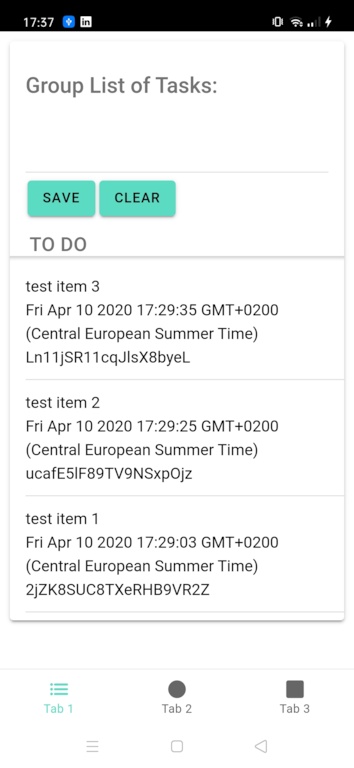 17:37
Group List of Tasks:
SAVE CLEAR
TO DO
test item 3
Fri Apr 10 2020 17:29:35 GMT+0200
(Central European Summer Time)
Ln11jSR11cqJlsX8byeL
test item 2
Fri Apr 10 2020 17:29:25 GMT+0200
(Central European Summer Time)
ucafE5lF89TV9NSxpOjz
test item 1
Fri Apr 10 2020 17:29:03 GMT+0200
(Central European Summer Time)
2jZK8SUC8TXeRHB9VR2Z
Tab 1 Tab 2 Tab 3